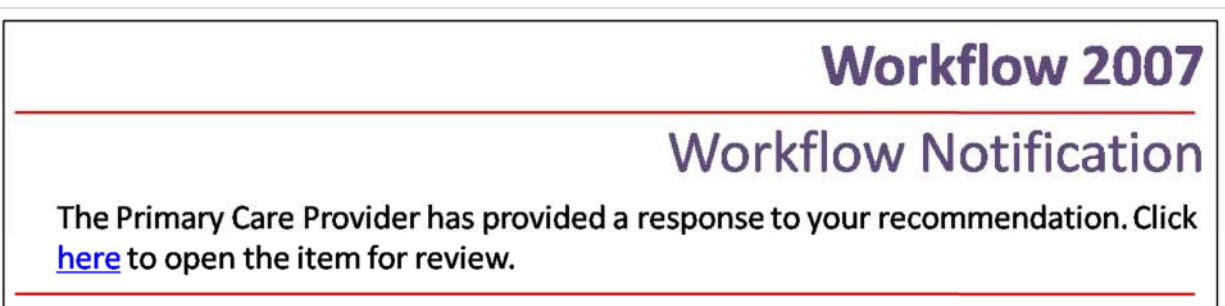 Workflow 2007
Workflow Notification
The Primary Care Provider has provided a response to your recommendation. Click
here to open the item for review.